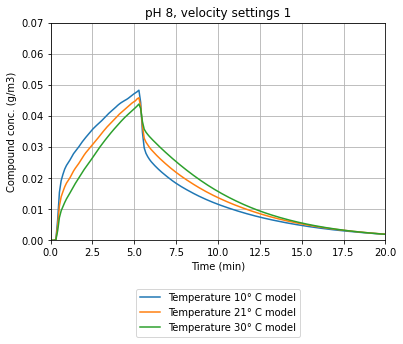 pH 8, velocity settings 1
Compound conc. (g/m3)
0.07
0.06
0.05
0.04
0.03
0.02
0.01
0.00
0.0 2.5 5.0 7.5 10.0 12.5 15.0 17.5 20.0
Time (min)
Temperature 10° C model
Temperature 21° C model
Temperature 30° C model